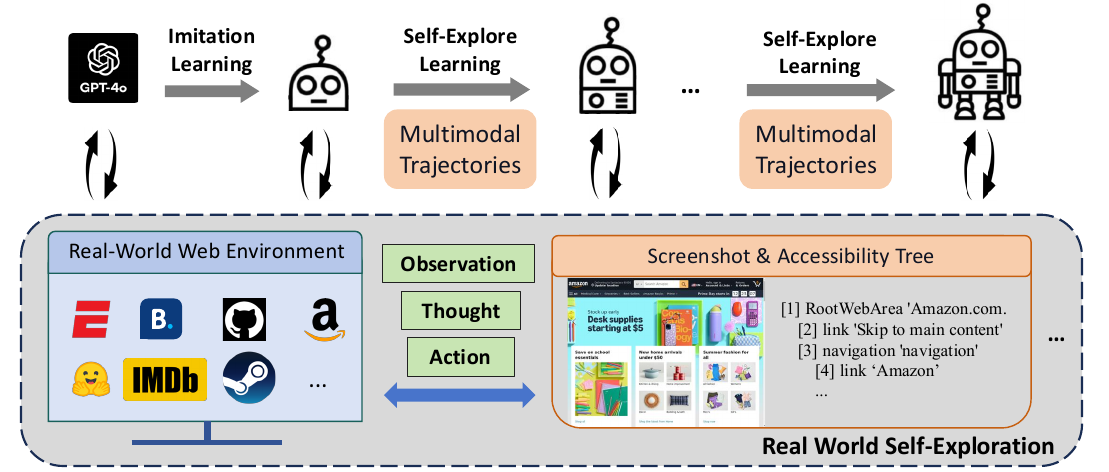 Imitation
Learning
Self-Explore
Learning
Self-Explore
Learning
GPT-4o
...
Multimodal
Trajectories
Multimodal
Trajectories
Real-World Web Environment
Observation
Thought
Action
Screenshot & Accessibility Tree
E
B.
a
IMDb
...
amazon
Stock up early
Desk supplies
starting at $5
Save on school
essentials
New home arrivals
under $50
Summer fashion for
all
[1] RootWebArea 'Amazon.com.
[2] link 'Skip to main content'
[3] navigation 'navigation'
[4] link ‘Amazon’
...
...
Real World Self-Exploration